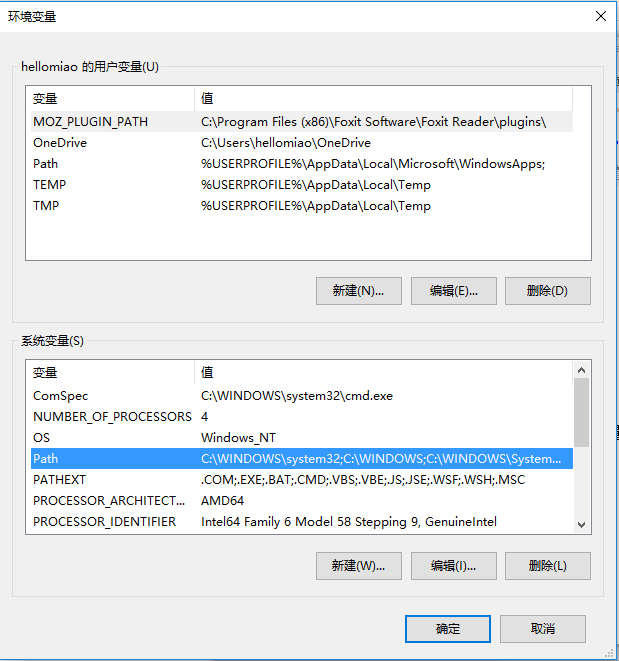 环境变量
hellomiao 的用户变量(U)
变量 值
MOZ_PLUGIN_PATH C:\Program Files (x86)\Foxit Software\Foxit Reader\plugins\
OneDrive C:\Users\hellomiao\OneDrive
Path %USERPROFILE%\AppData\Local\Microsoft\WindowsApps;
TEMP %USERPROFILE%\AppData\Local\Temp
TMP %USERPROFILE%\AppData\Local\Temp
新建(N)... 编辑(E)... 删除(D)
系统变量(S)
变量 值
ComSpec C:\WINDOWS\system32\cmd.exe
NUMBER_OF_PROCESSORS 4
OS Windows_NT
Path C:\WINDOWS\system32;C:\WINDOWS;C:\WINDOWS\System...
PATHEXT .COM;.EXE;.BAT;.CMD;.VBS;.VBE;.JS;.JSE;.WSF;.WSH;.MSC
PROCESSOR_ARCHITECT... AMD64
PROCESSOR_IDENTIFIER Intel64 Family 6 Model 58 Stepping 9, GenuineIntel
新建(W)... 编辑(I)... 删除(L)
确定 取消